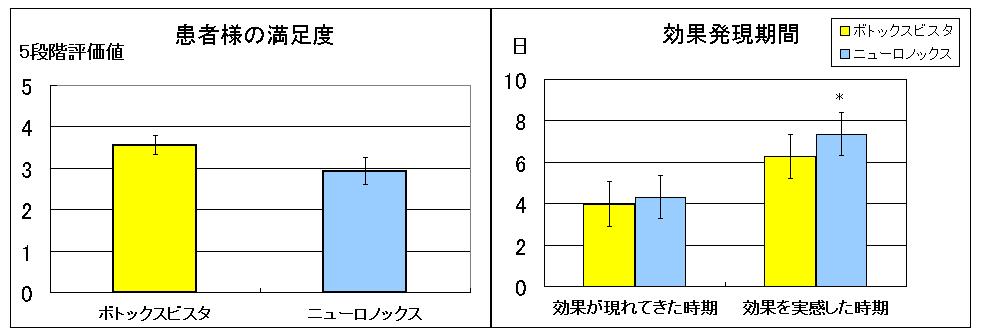 患者様の満足度
5段階評価値
5
4
3
2
1
0
ボトックスビスタ
ニューロノックス
効果発現期間
日
ボトックスビスタ
ニューロノックス
10
8
6
4
2
0
*
効果が現れてきた時期
効果を実感した時期